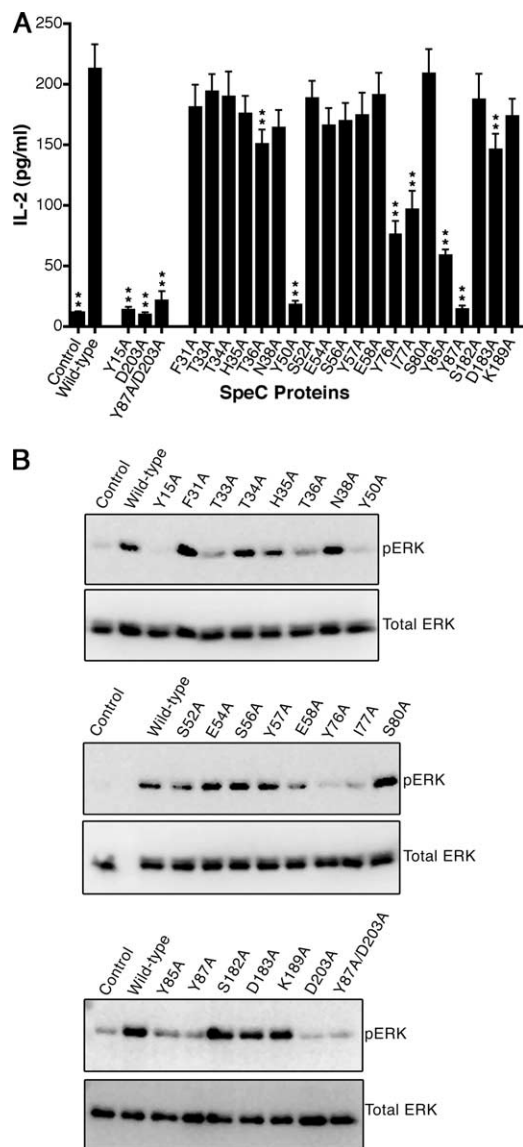 A
250
200
150
100
50
0
IL-2 (pg/ml)
** ** ** ** ** ** ** ** ** ** ** **
Control Wild-type Y15A D203A Y87A/D203A F31A T33A T34A H35A T36A N38A Y50A S52A E54A S56A Y57A E58A Y76A I77A S80A Y85A Y87A S182A D183A K189A
SpeC Proteins
B
Control Wild-type Y15A F31A T33A T34A H35A T36A N38A Y50A
pERK
Total ERK
Control Wild-type S52A E54A S56A Y57A E58A Y76A I77A S80A
pERK
Total ERK
Control Wild-type Y85A Y87A S182A D183A K189A D203A Y87A/D203A
pERK
Total ERK